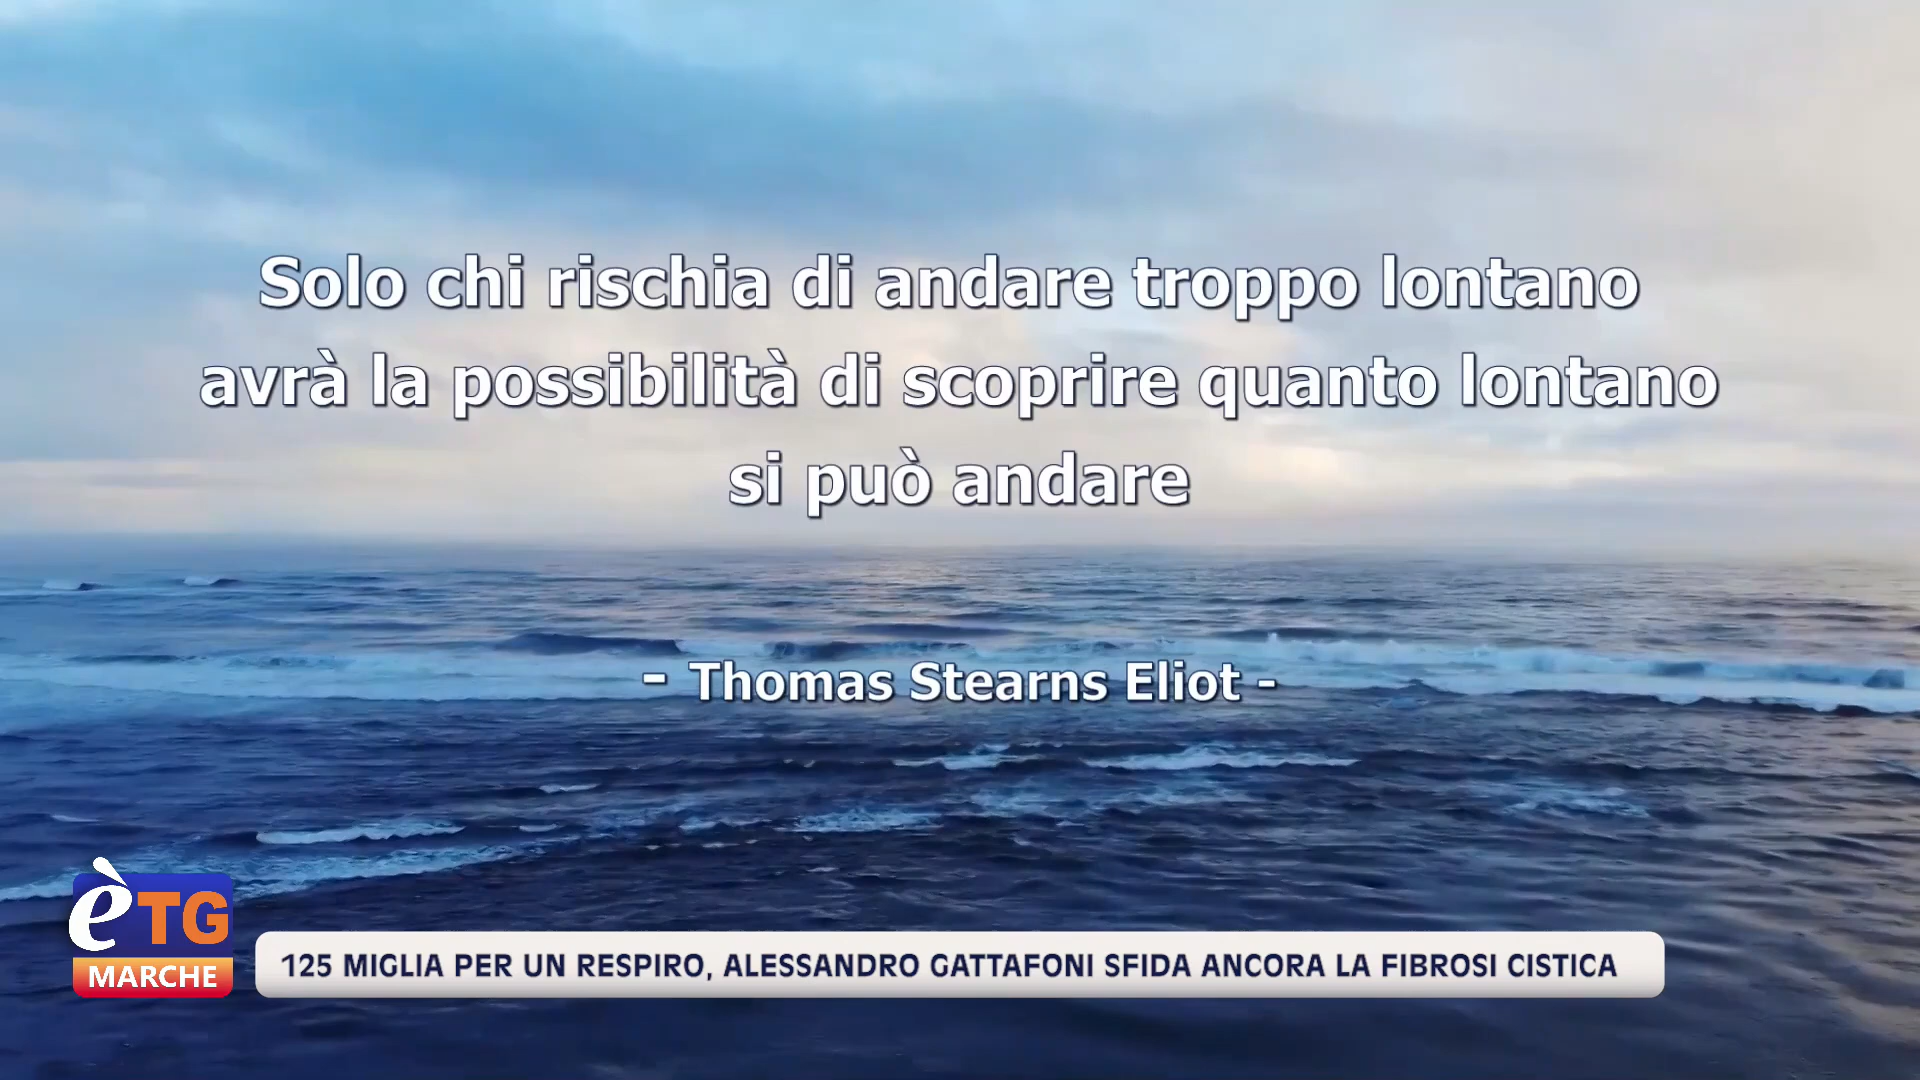 Solo chi rischia di andare troppo lontano
avrà la possibilità di scoprire quanto lontano
si può andare
- Thomas Stearns Eliot -
èTG
MARCHE
125 MIGLIA PER UN RESPIRO, ALESSANDRO GATTAFONI SFIDA ANCORA LA FIBROSI CISTICA